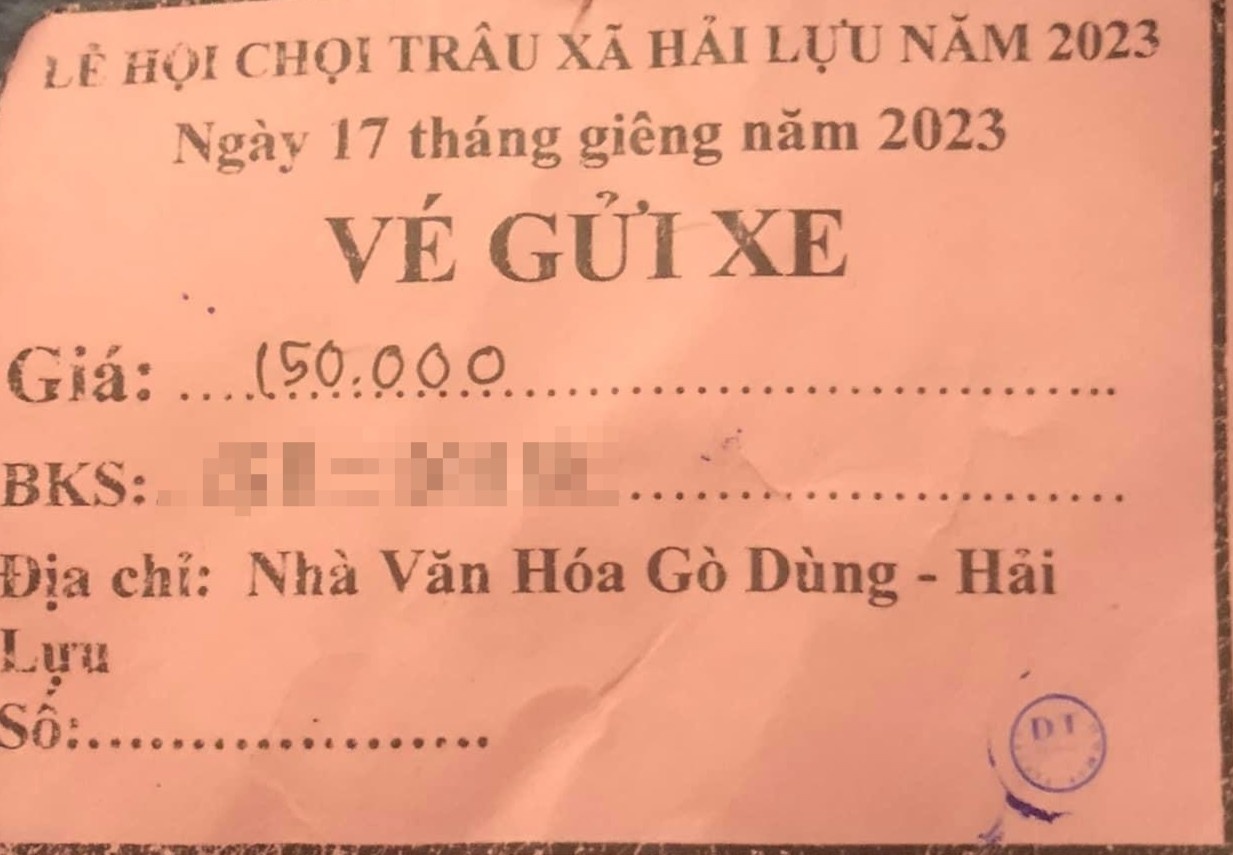 LỄ HỘI CHỌI TRÂU XÃ HẢI LỰU NĂM 2023
Ngày 17 tháng giêng năm 2023
VÉ GỬI XE
Giá: ....150.000..........................................
BKS:.. ..................................
Địa chỉ: Nhà Văn Hóa Gò Dùng - Hải
Lựu
Số:..........................
DT